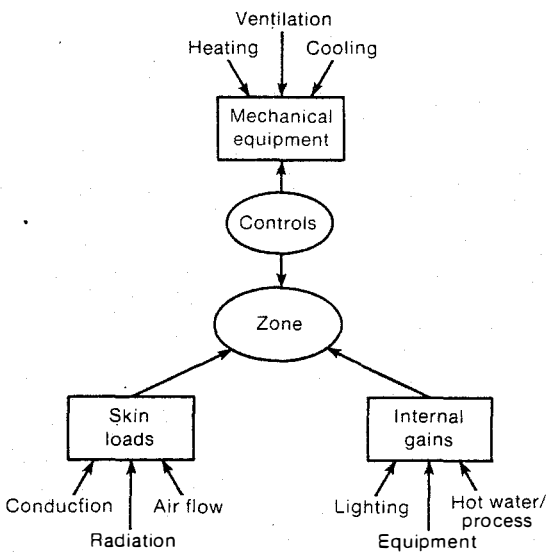 Ventilation
Heating
Cooling
Mechanical
equipment
Controls
Zone
Skin
loads
Internal
gains
Conduction
Air flow
Radiation
Lighting
Hot water/
process
Equipment